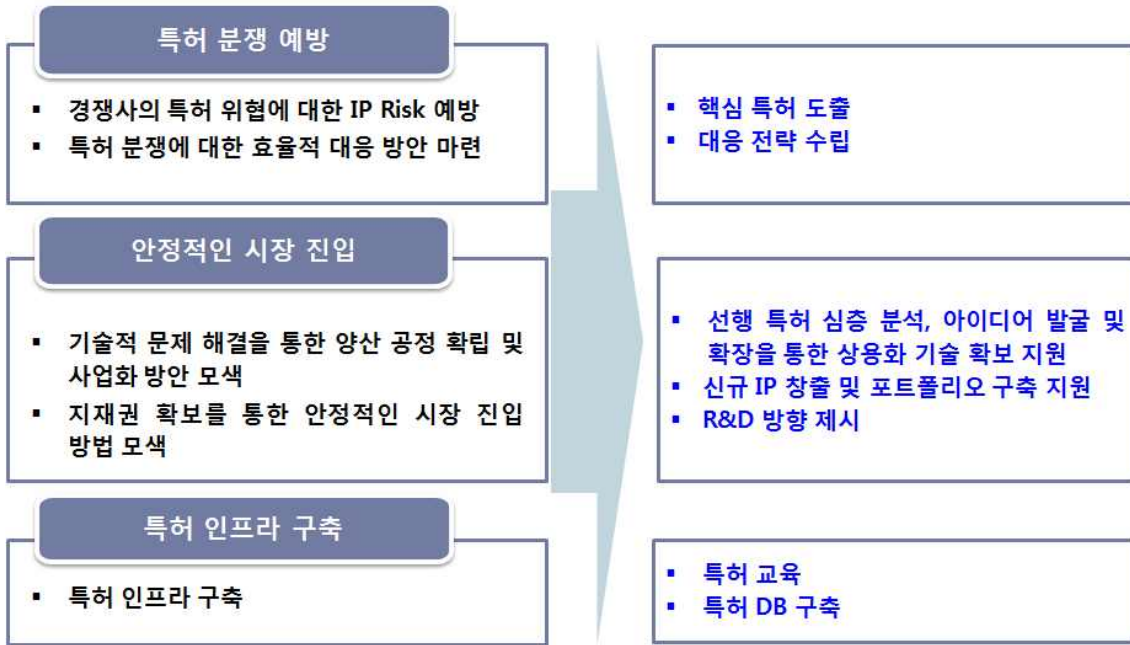 특허 분쟁 예방
▪ 경쟁사의 특허 위협에 대한 IP Risk 예방
▪ 특허 분쟁에 대한 효율적 대응 방안 마련
▪ 핵심 특허 도출
▪ 대응 전략 수립
안정적인 시장 진입
▪ 기술적 문제 해결을 통한 양산 공정 확립 및
사업화 방안 모색
▪ 지재권 확보를 통한 안정적인 시장 진입
방법 모색
▪ 선행 특허 심층 분석, 아이디어 발굴 및
확장을 통한 상용화 기술 확보 지원
▪ 신규 IP 창출 및 포트폴리오 구축 지원
▪ R&D 방향 제시
특허 인프라 구축
▪ 특허 인프라 구축
▪ 특허 교육
▪ 특허 DB 구축